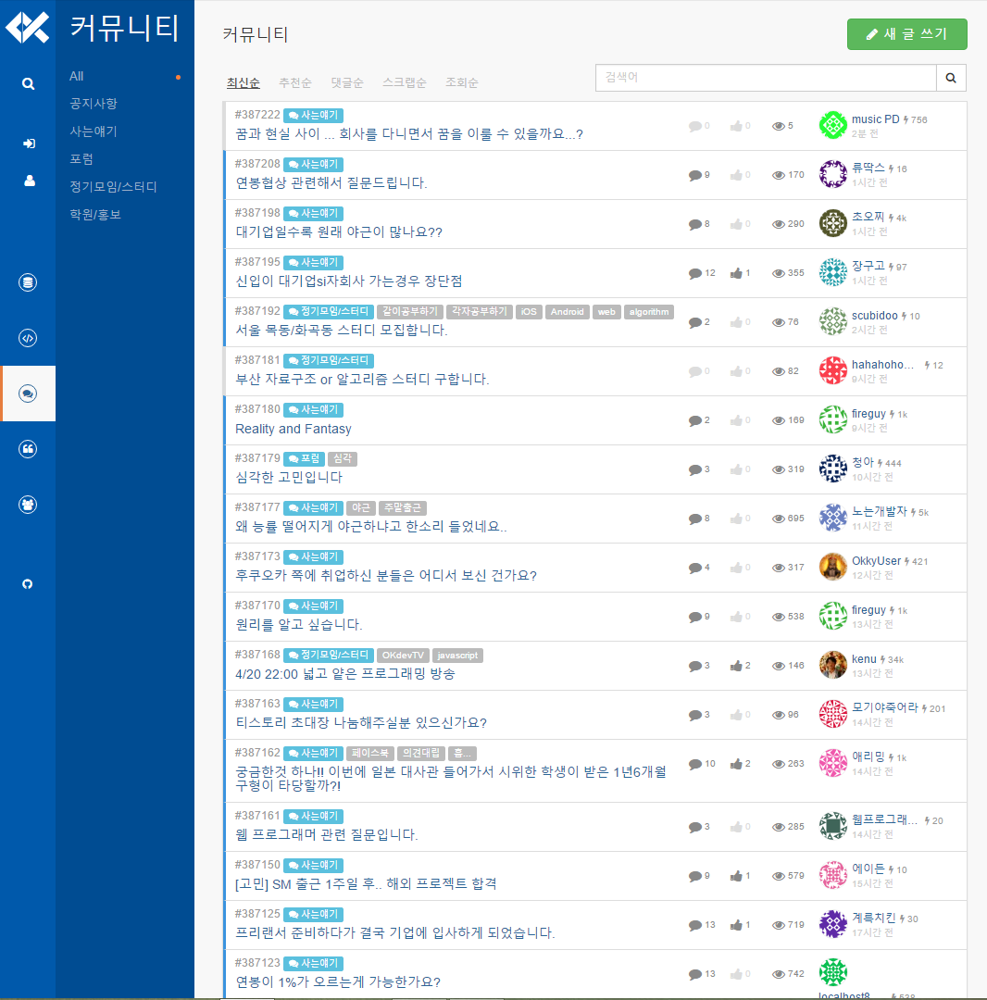 커뮤니티
All
공지사항
사는얘기
포럼
정기모임/스터디
학원/홍보
커뮤니티
새 글 쓰기
최신순 추천순 댓글순 스크랩순 조회순
검색어
#387222 사는얘기
꿈과 현실 사이 ... 회사를 다니면서 꿈을 이룰 수 있을까요...?
0 0 5
music PD 756
2분 전
#387208 사는얘기
연봉협상 관련해서 질문드립니다.
9 0 170
류딱스 16
1시간 전
#387198 사는얘기
대기업일수록 원래 야근이 많나요??
8 0 290
초오찌 4k
1시간 전
#387195 사는얘기
신입이 대기업si자회사 가는경우 장단점
12 1 355
장구고 97
1시간 전
#387192 정기모임/스터디 같이공부하기 각자공부하기 iOS Android web algorithm
서울 목동/화곡동 스터디 모집합니다.
2 0 76
scubidoo 10
2시간 전
#387181 정기모임/스터디
부산 자료구조 or 알고리즘 스터디 구합니다.
0 0 82
hahahoho... 12
9시간 전
#387180 사는얘기
Reality and Fantasy
2 0 169
fireguy 1k
9시간 전
#387179 포럼 심각
심각한 고민입니다
3 0 319
청아 444
10시간 전
#387177 사는얘기 야근 주말출근
왜 능률 떨어지게 야근하냐고 한소리 들었네요..
8 0 695
노는개발자 5k
11시간 전
#387173 사는얘기
후쿠오카 쪽에 취업하신 분들은 어디서 보신 건가요?
4 0 317
OkkyUser 421
12시간 전
#387170 사는얘기
원리를 알고 싶습니다.
9 0 538
fireguy 1k
13시간 전
#387168 정기모임/스터디 OKdevTV javascript
4/20 22:00 넓고 얕은 프로그래밍 방송
3 2 146
kenu 34k
13시간 전
#387163 사는얘기
티스토리 초대장 나눔해주실분 있으신가요?
3 0 96
모기야죽어라 201
14시간 전
#387162 사는얘기 페이스북 의견대립 흠...
궁금한것 하나!! 이번에 일본 대사관 들어가서 시위한 학생이 받은 1년6개월
구형이 타당할까?!
10 2 263
애리밍 1k
14시간 전
#387161 사는얘기
웹 프로그래머 관련 질문입니다.
3 0 285
웹프로그래... 20
14시간 전
#387150 사는얘기
[고민] SM 출근 1주일 후.. 해외 프로젝트 합격
9 1 579
에이든 10
15시간 전
#387125 사는얘기
프리랜서 준비하다가 결국 기업에 입사하게 되었습니다.
13 1 719
계룩치킨 30
17시간 전
#387123 사는얘기
연봉이 1%가 오르는게 가능한가요?
13 0 742
localhost8... 538